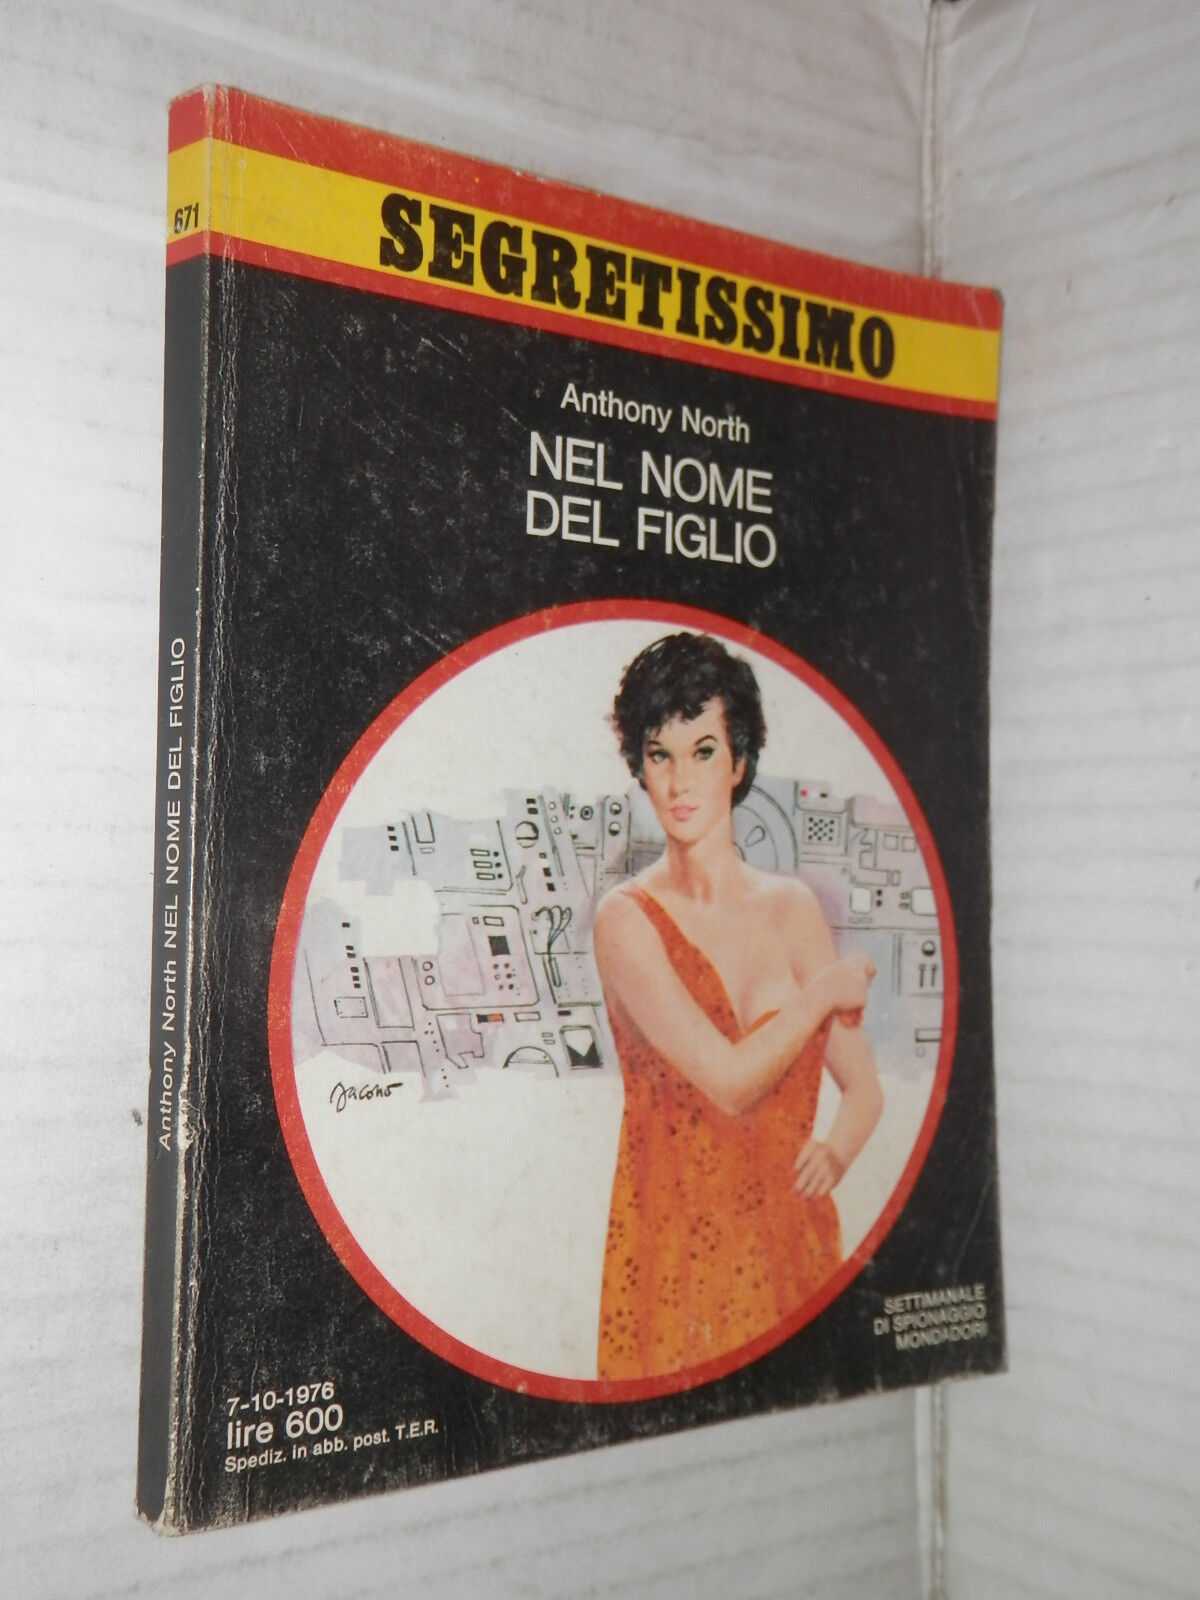 671
SEGRETISSIMO
Anthony North
NEL NOME
DEL FIGLIO
Anthony North NEL NOME DEL FIGLIO
Jacono
SETTIMANALE
DI SPIONAGGIO
MONDADORI
7-10-1976
lire 600
Spediz. in abb. post. T.E.R.